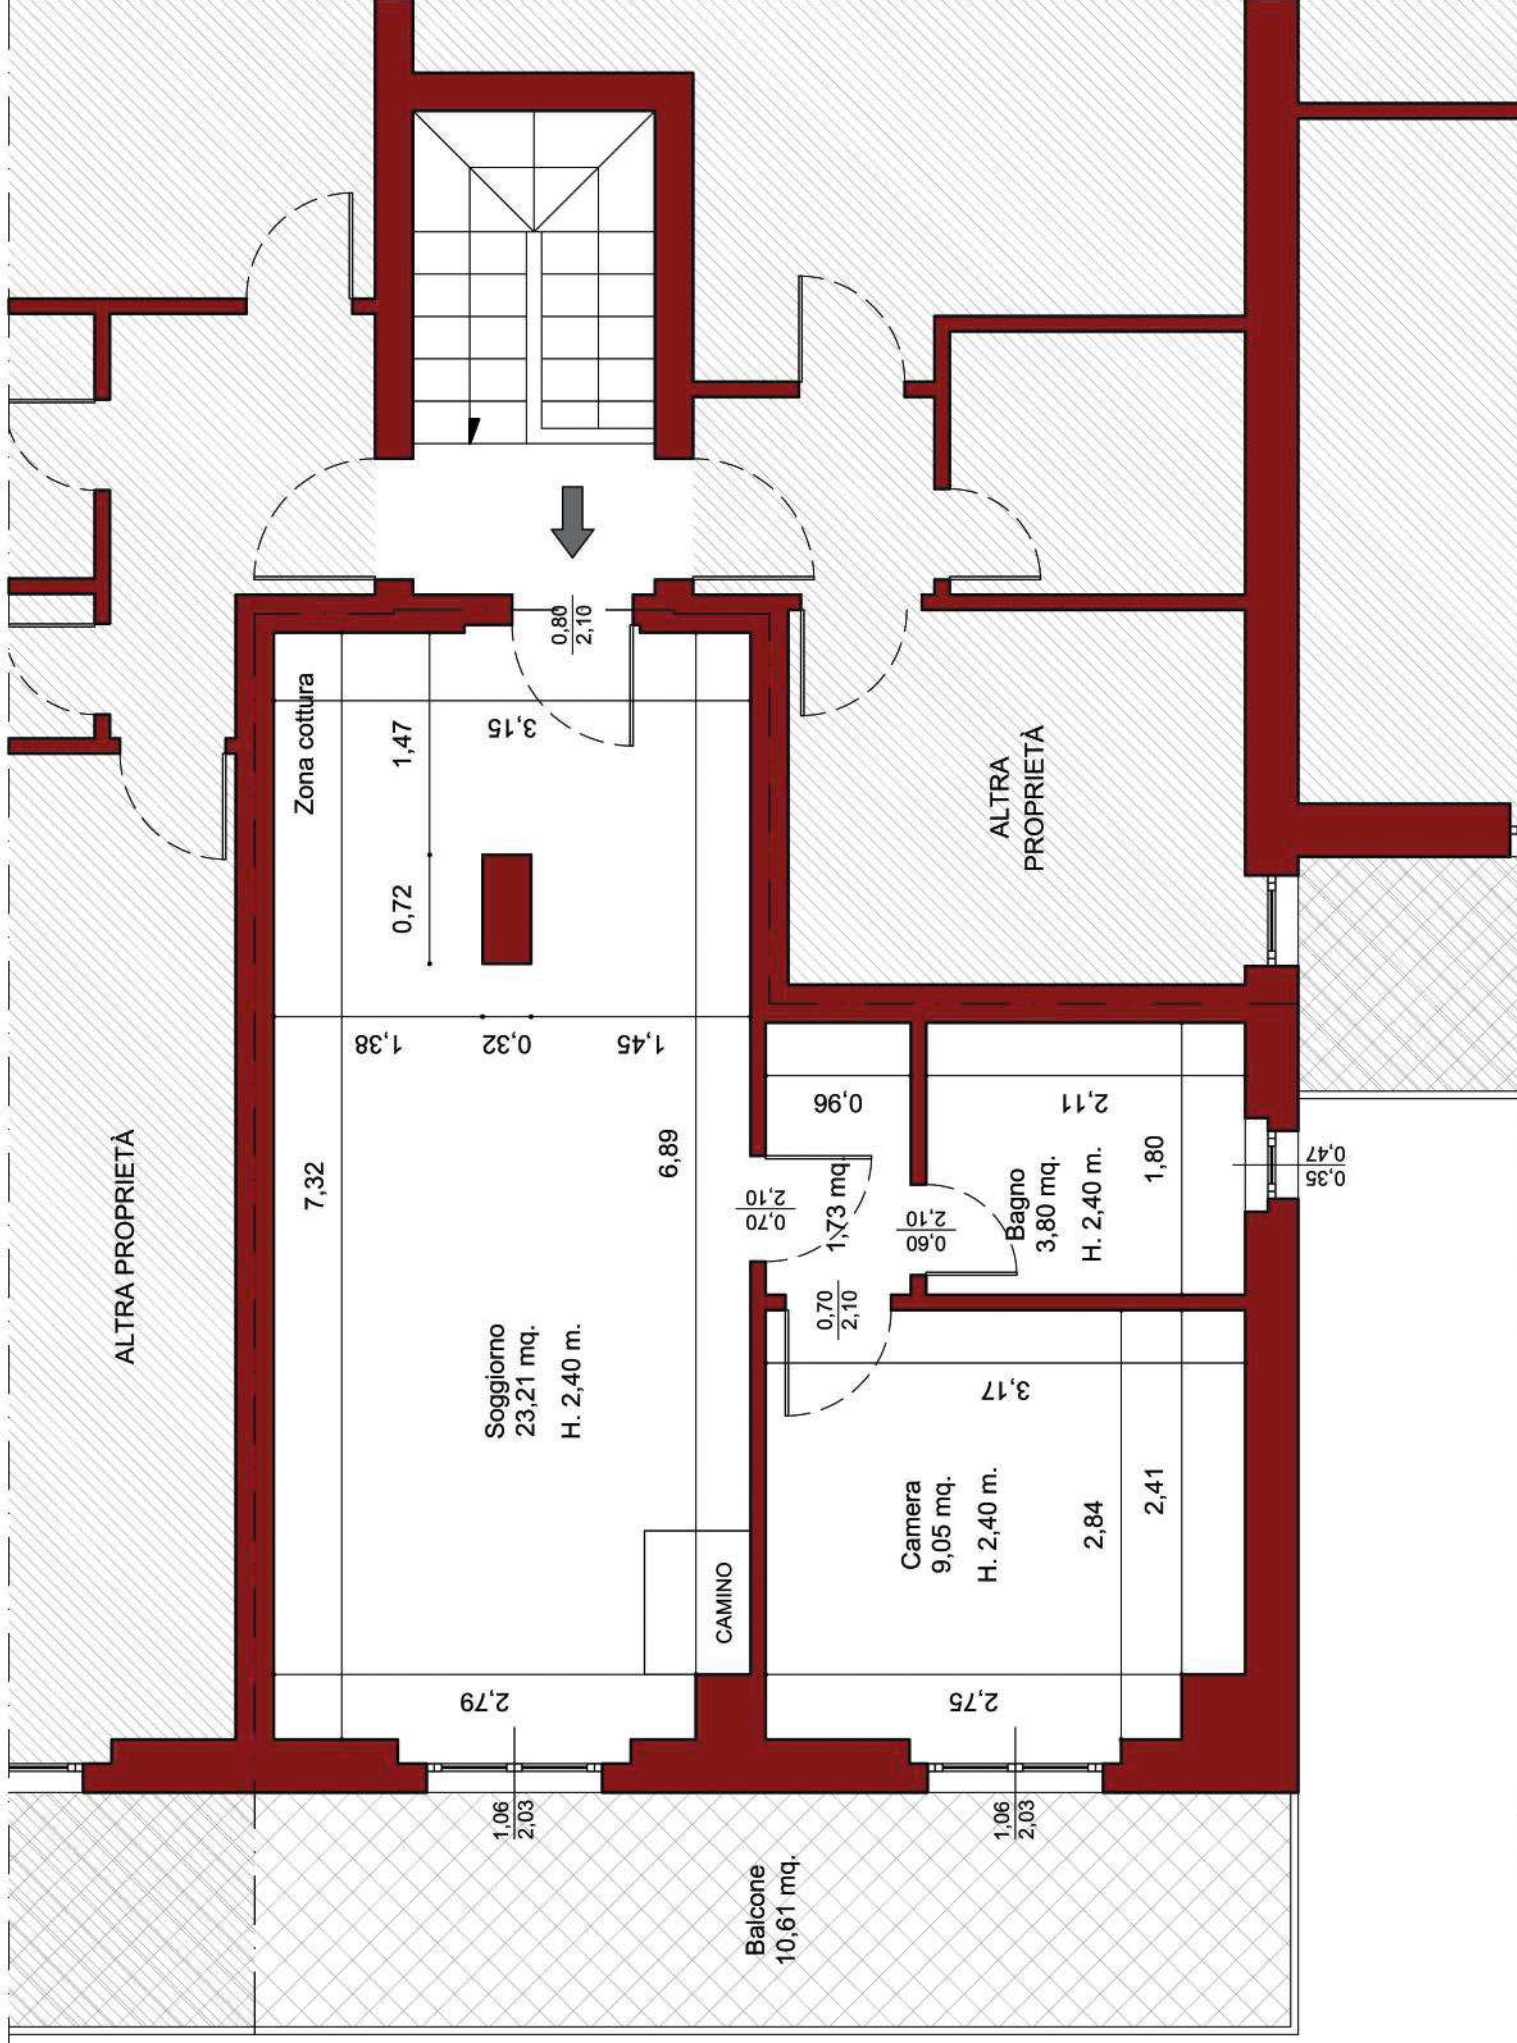 Zona cottura
0,80
2,10
3,15
1,47
0,72
ALTRA
PROPRIETÀ
1,38
0,32
1,45
ALTRA PROPRIETÀ
7,32
6,89
0,96
2,11
1,80
0,70
2,10
1,73 mq.
0,60
2,10
Bagno
3,80 mq.
H. 2,40 m.
0,35
0,47
0,70
2,10
Soggiorno
23,21 mq.
H. 2,40 m.
3,17
Camera
9,05 mq.
H. 2,40 m.
2,84
2,41
CAMINO
2,79
2,75
1,06
2,03
1,06
2,03
Balcone
10,61 mq.